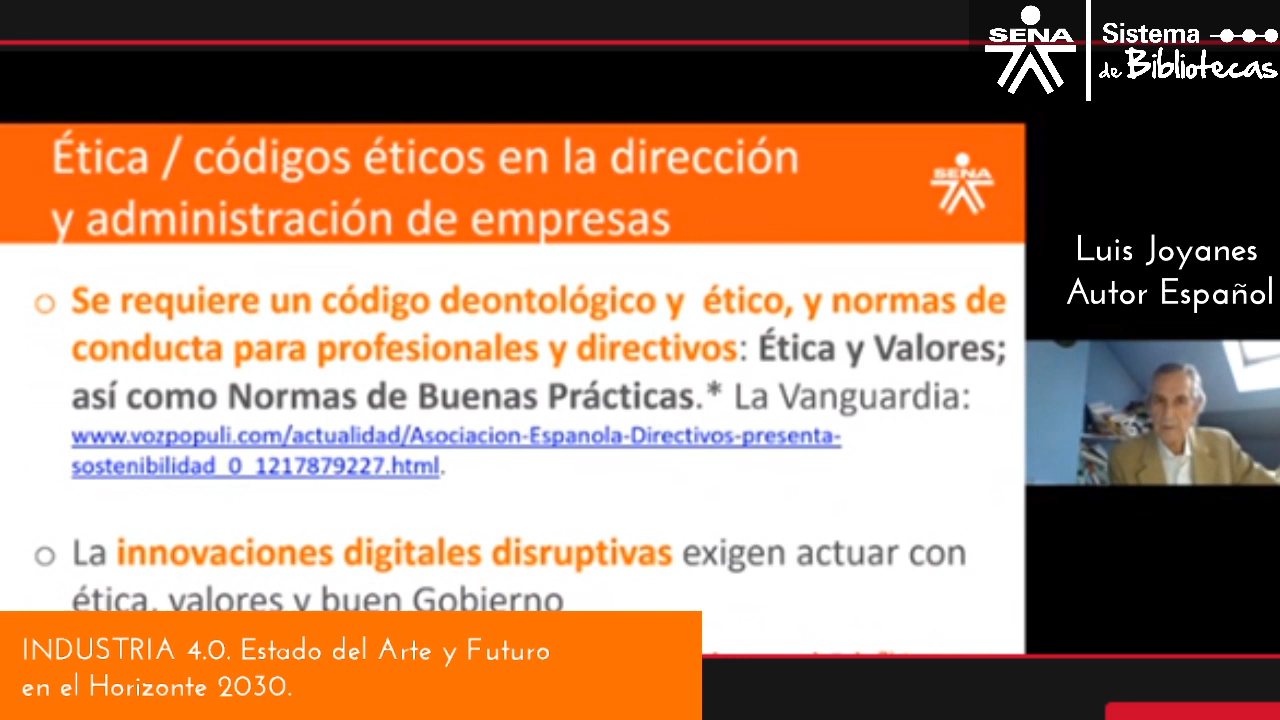 SENA
Sistema
de Bibliotecas
Ética / códigos éticos en la dirección
y administración de empresas
SENA
Se requiere un código deontológico y ético, y normas de
conducta para profesionales y directivos: Ética y Valores;
así como Normas de Buenas Prácticas.* La Vanguardia:
www.vozpopuli.com/actualidad/Asociacion-Espanola-Directivos-presenta-
sostenibilidad_0_1217879227.html.
La innovaciones digitales disruptivas exigen actuar con
ética, valores y buen Gobierno
Luis Joyanes
Autor Español
INDUSTRIA 4.0. Estado del Arte y Futuro
en el Horizonte 2030.